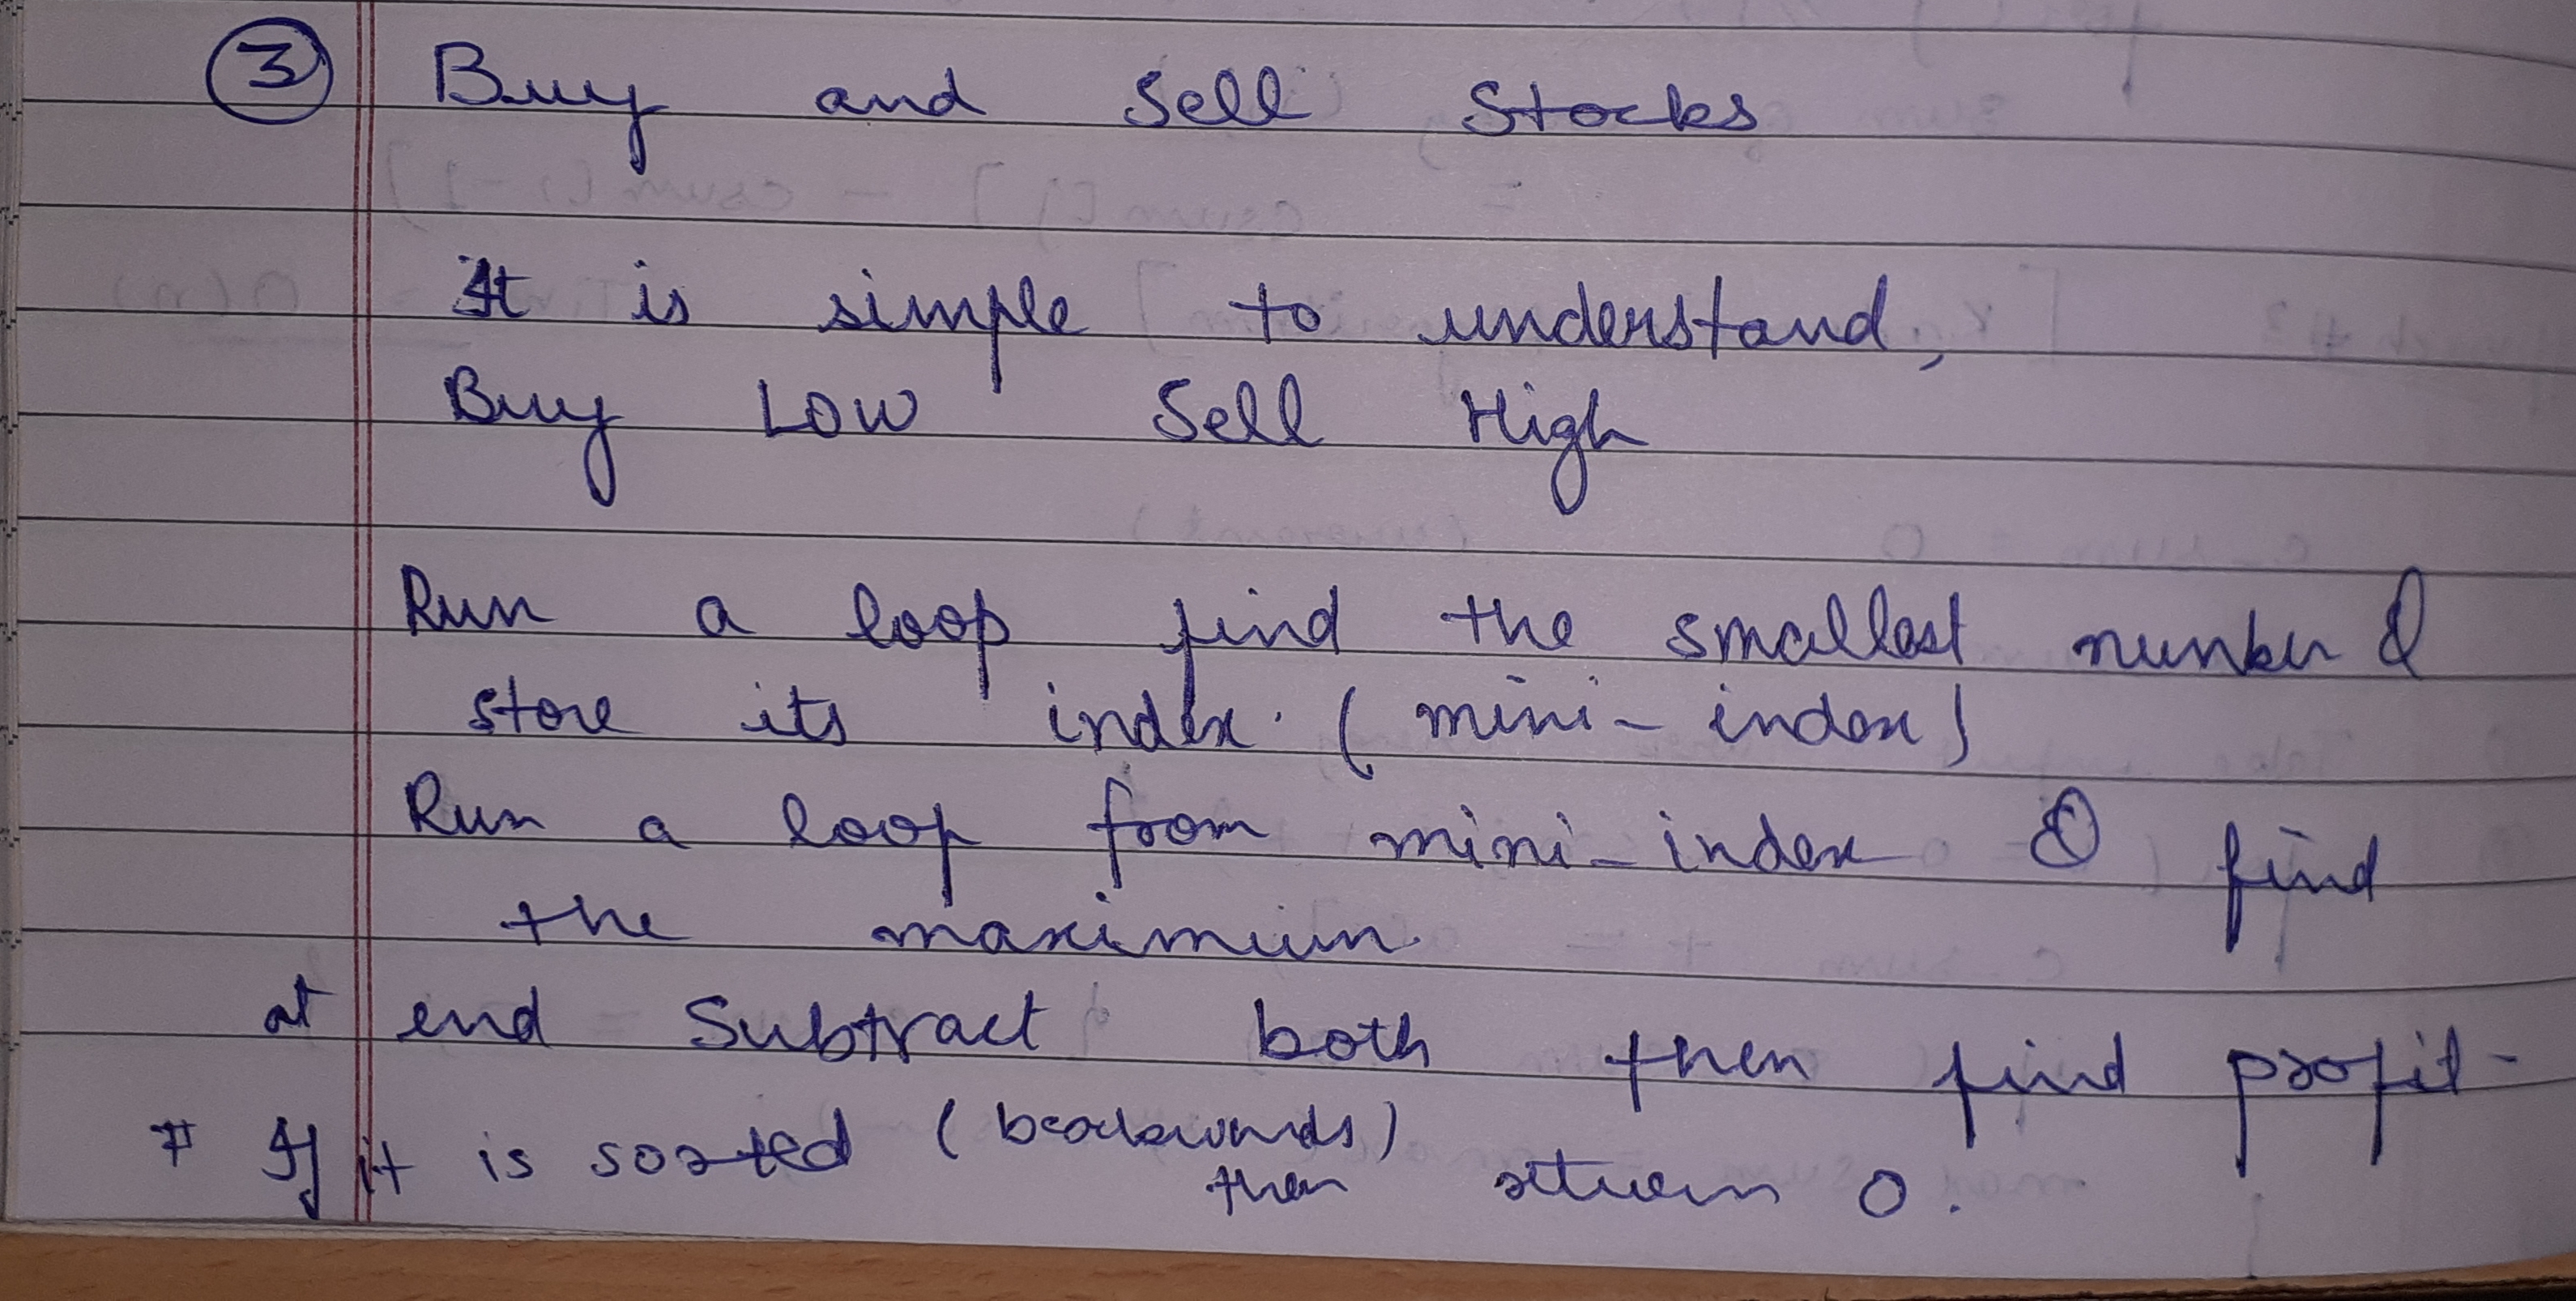 3 Buy and Sell Stocks
It is simple to understand,
Buy Low Sell High
Run a loop find the smallest number &
store its index. (mini-index)
Run a loop from mini-index & find
the maximum
at end Subtract both then find profit-
# If it is sorted (backwards)
then return 0.